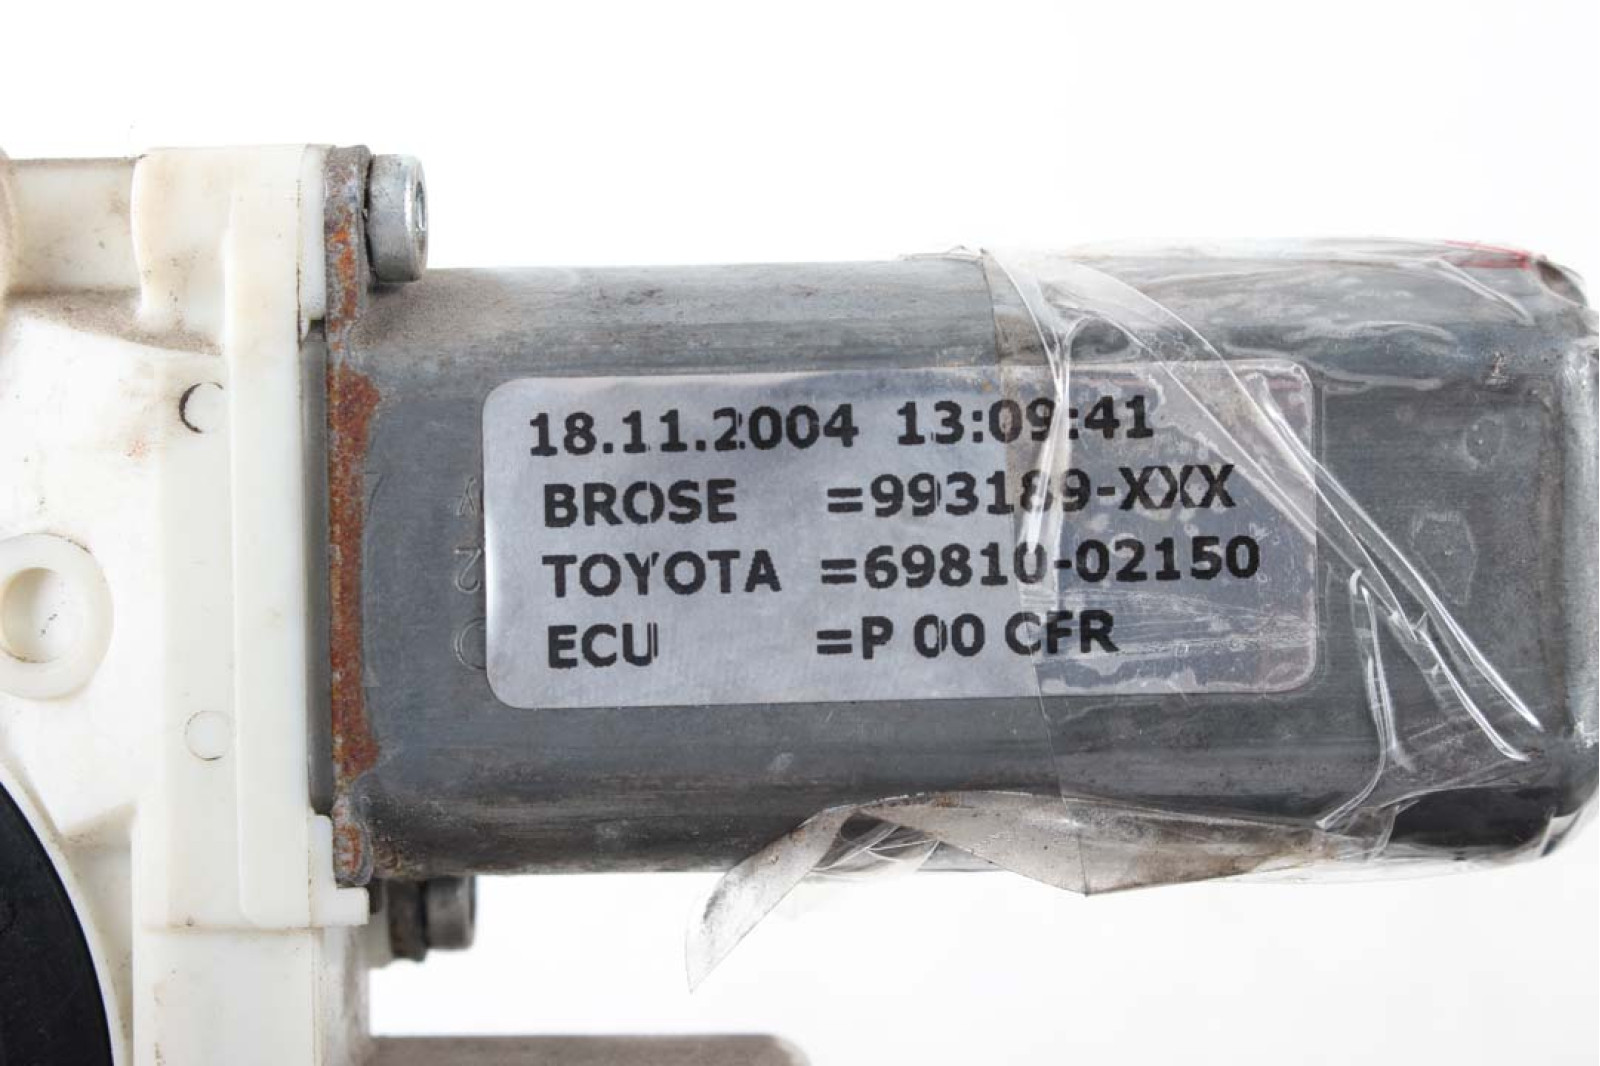 18.11.2004 13:09:41
BROSE =993189-XXX
TOYOTA =69810-02150
ECU =P 00 CFR